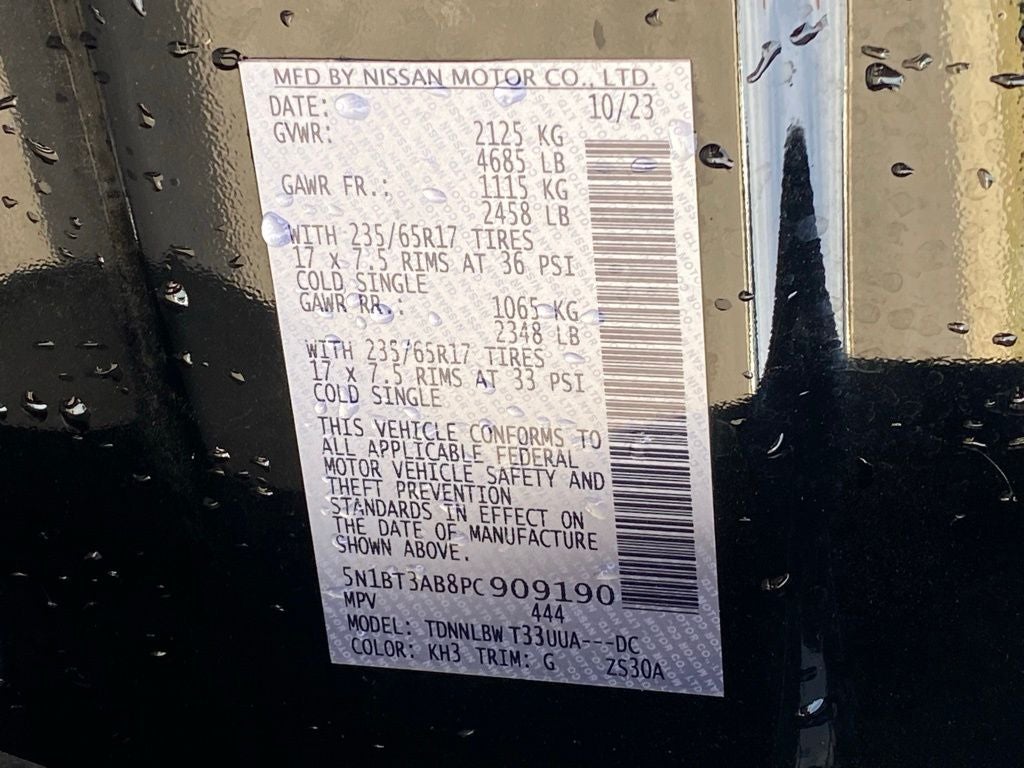 MFD BY NISSAN MOTOR CO., LTD.
DATE: 10/23
GVWR: 2125 KG
4685 LB
GAWR FR.: 1115 KG
2458 LB
WITH 235/65R17 TIRES
17 X 7.5 RIMS AT 36 PSI
COLD SINGLE
GAWR RR.: 1065 KG
2348 LB
WITH 235/65R17 TIRES
17 X 7.5 RIMS AT 33 PSI
COLD SINGLE
THIS VEHICLE CONFORMS TO
ALL APPLICABLE FEDERAL
MOTOR VEHICLE SAFETY AND
THEFT PREVENTION
STANDARDS IN EFFECT ON
THE DATE OF MANUFACTURE
SHOWN ABOVE.
5N1BT3AB8PC909190
MPV 444
MODEL: TDNNLBW T33UUA---DC
COLOR: KH3 TRIM: G ZS30A